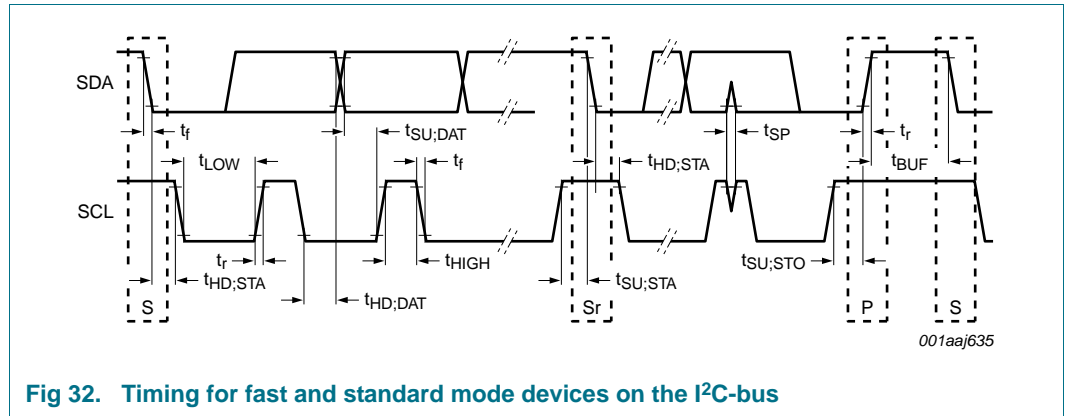 SDA
t_f
t_SU;DAT
t_SP
t_r
t_LOW
t_f
t_HD;STA
t_BUF
SCL
t_r
t_HD;STA
t_HIGH
t_SU;STA
t_SU;STO
t_HD;DAT
S
Sr
P
S
001aaj635
Fig 32. Timing for fast and standard mode devices on the I²C-bus